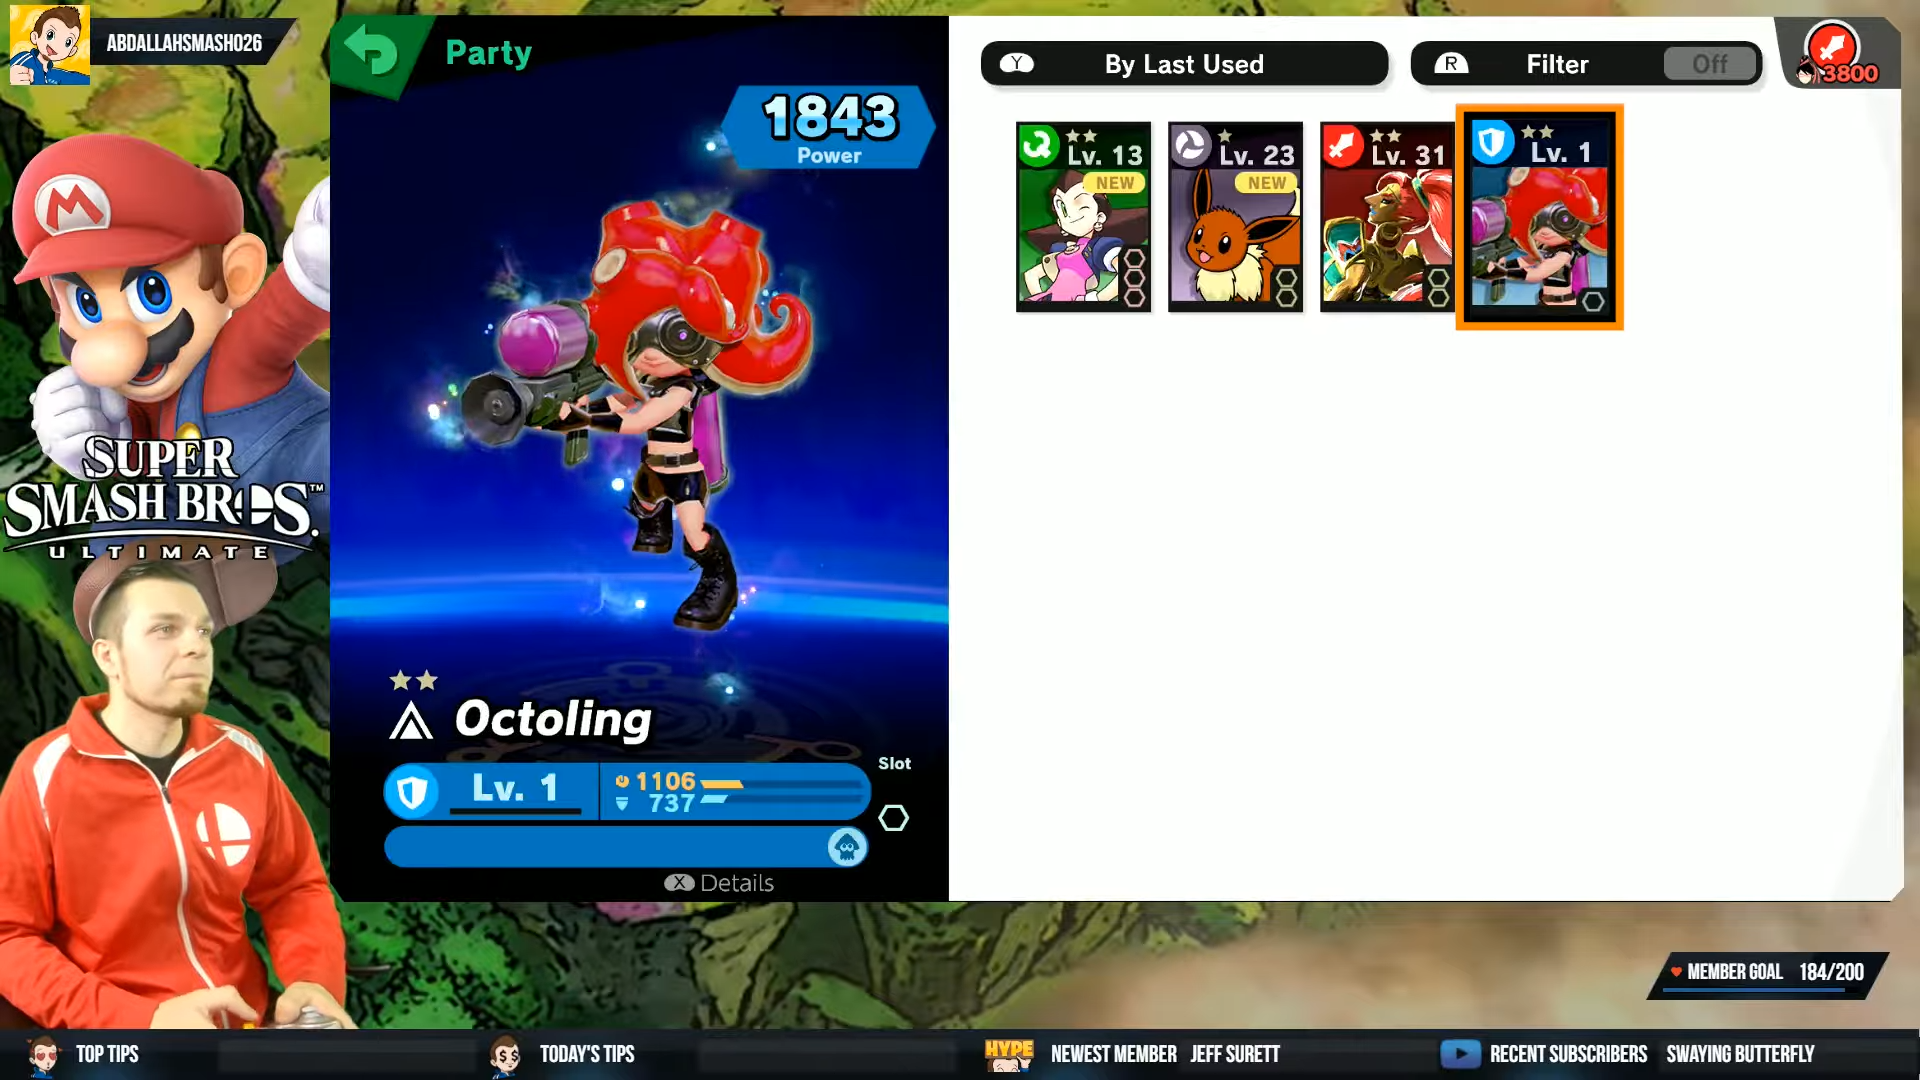 ABDALLAHSMASH026
Party
1843
Power
Y By Last Used
R Filter Off
3800
Lv. 13
NEW
Lv. 23
NEW
Lv. 31
Lv. 1
M
SUPER
SMASH BROS.™
ULTIMATE
Octoling
Slot
Lv. 1
1106
737
X Details
MEMBER GOAL 184/200
TOP TIPS
TODAY'S TIPS
HYPE NEWEST MEMBER JEFF SURETT
RECENT SUBSCRIBERS SWAYING BUTTERFLY